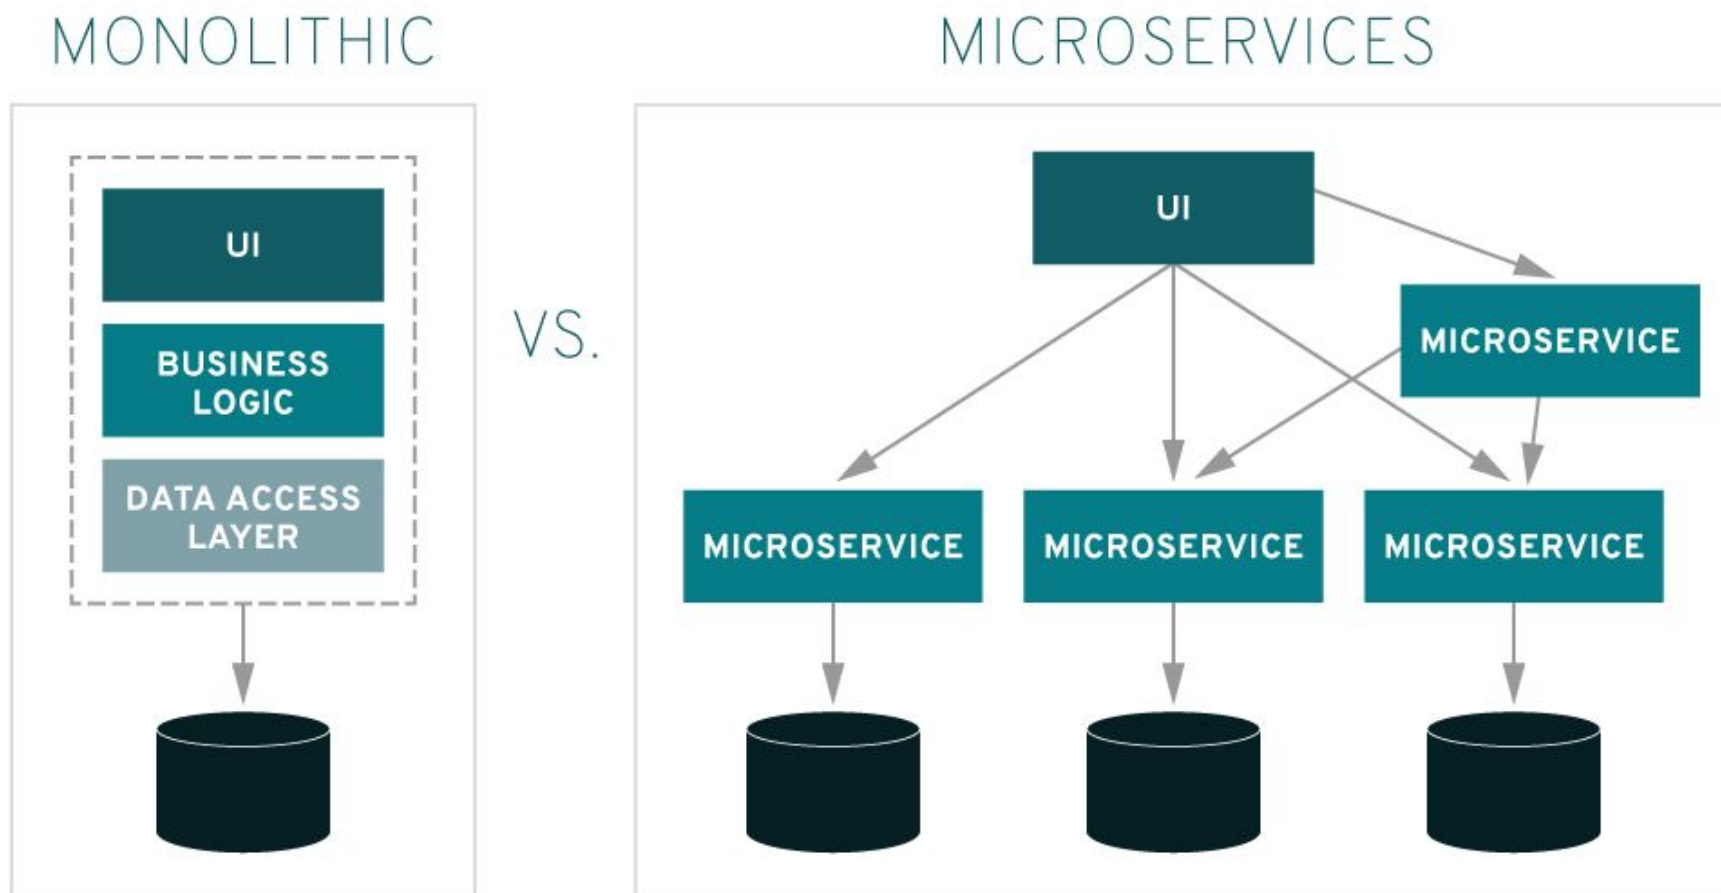 MONOLITHIC
UI
BUSINESS
LOGIC
DATA ACCESS
LAYER
VS.
MICROSERVICES
UI
MICROSERVICE
MICROSERVICE
MICROSERVICE
MICROSERVICE